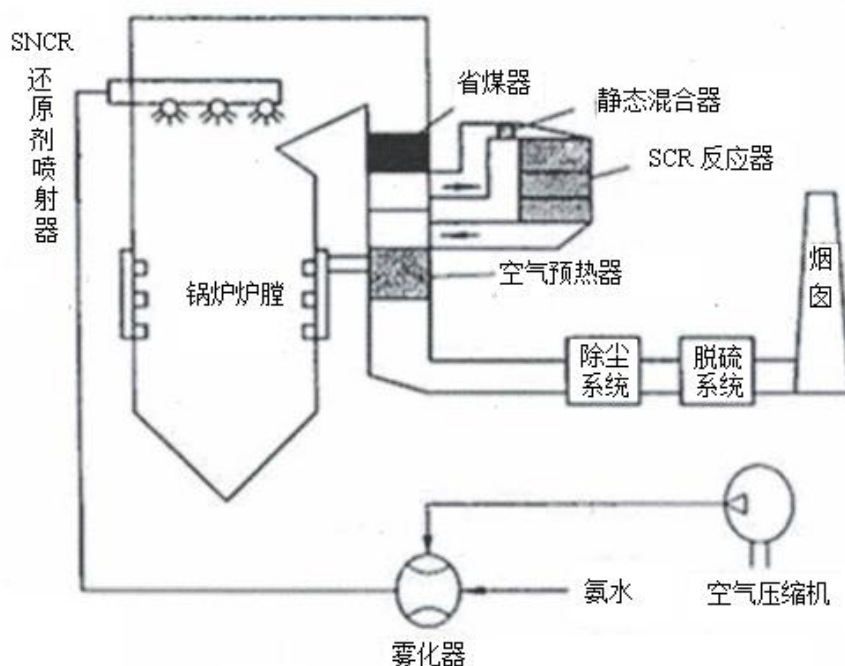 SNCR
还
原
剂
喷
射
器
省煤器
静态混合器
SCR 反应器
锅炉炉膛
空气预热器
烟
囱
除尘
系统
脱硫
系统
氨水
空气压缩机
雾化器